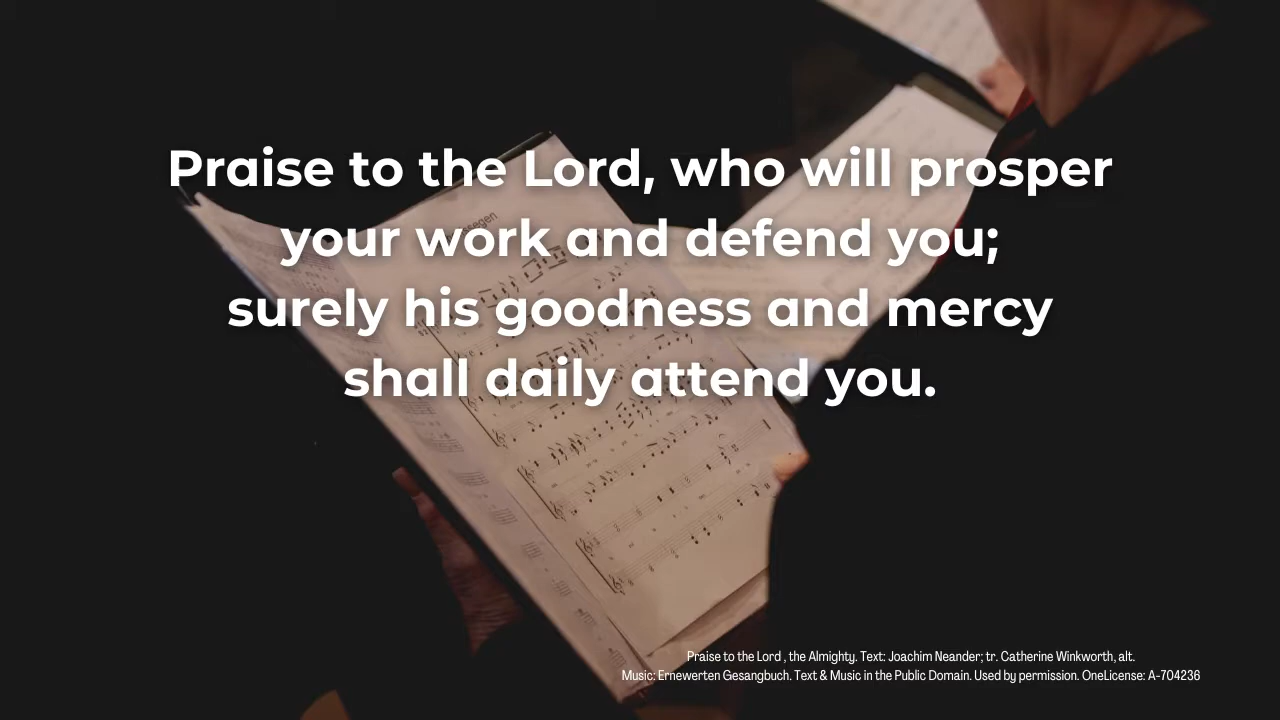 Praise to the Lord, who will prosper
your work and defend you;
surely his goodness and mercy
shall daily attend you.
Praise to the Lord , the Almighty. Text: Joachim Neander; tr. Catherine Winkworth, alt.
Music: Ernewerten Gesangbuch. Text & Music in the Public Domain. Used by permission. OneLicense: A-704236